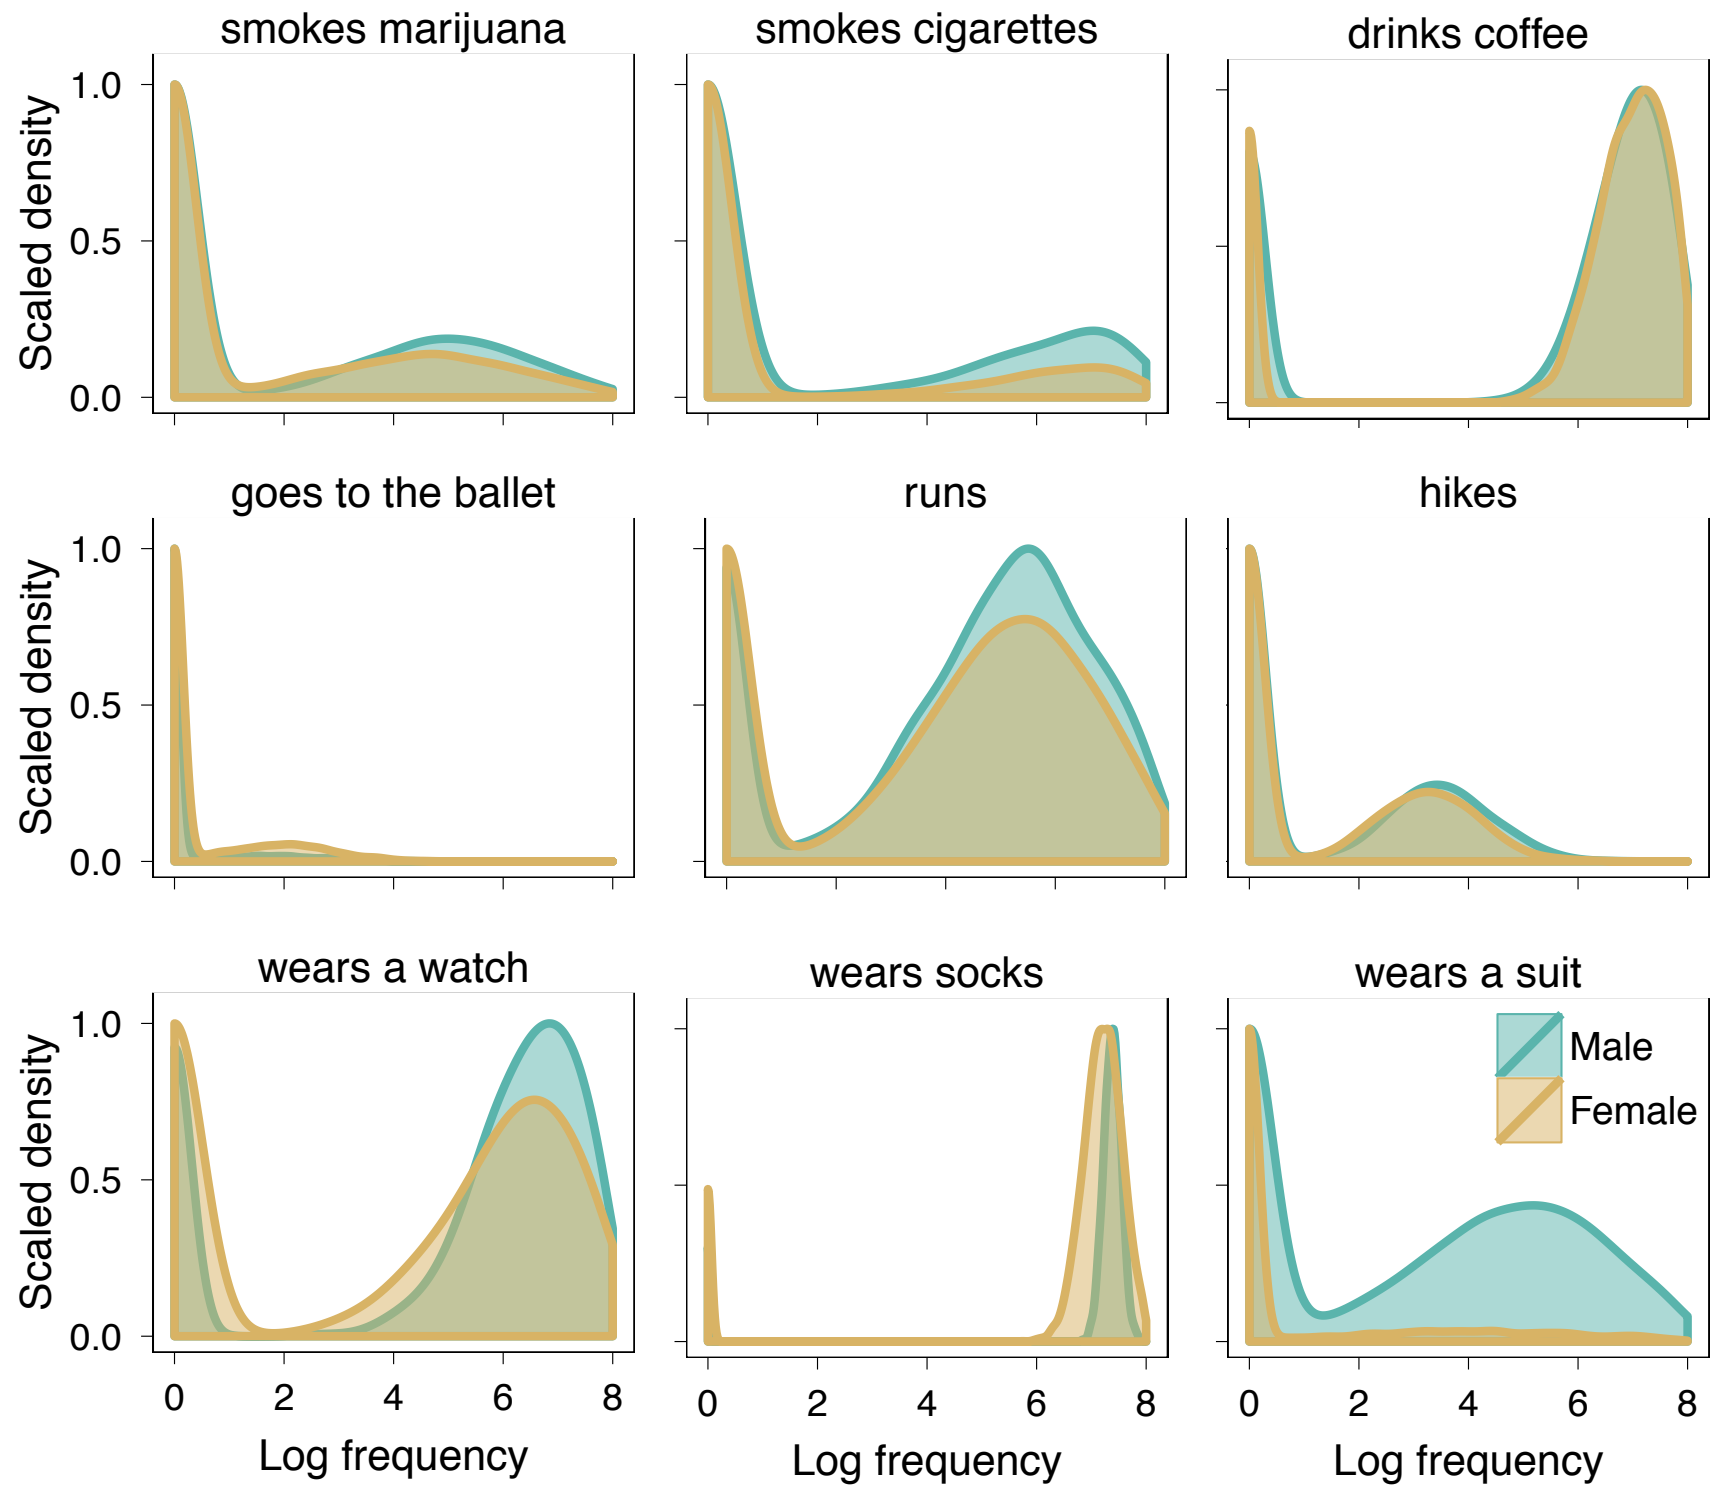 smokes marijuana
smokes cigarettes
drinks coffee
Scaled density
1.0
0.5
0.0
goes to the ballet
runs
hikes
Scaled density
1.0
0.5
0.0
wears a watch
wears socks
wears a suit
Scaled density
1.0
0.5
0.0
Male
Female
0 2 4 6 8
0 2 4 6 8
0 2 4 6 8
Log frequency
Log frequency
Log frequency